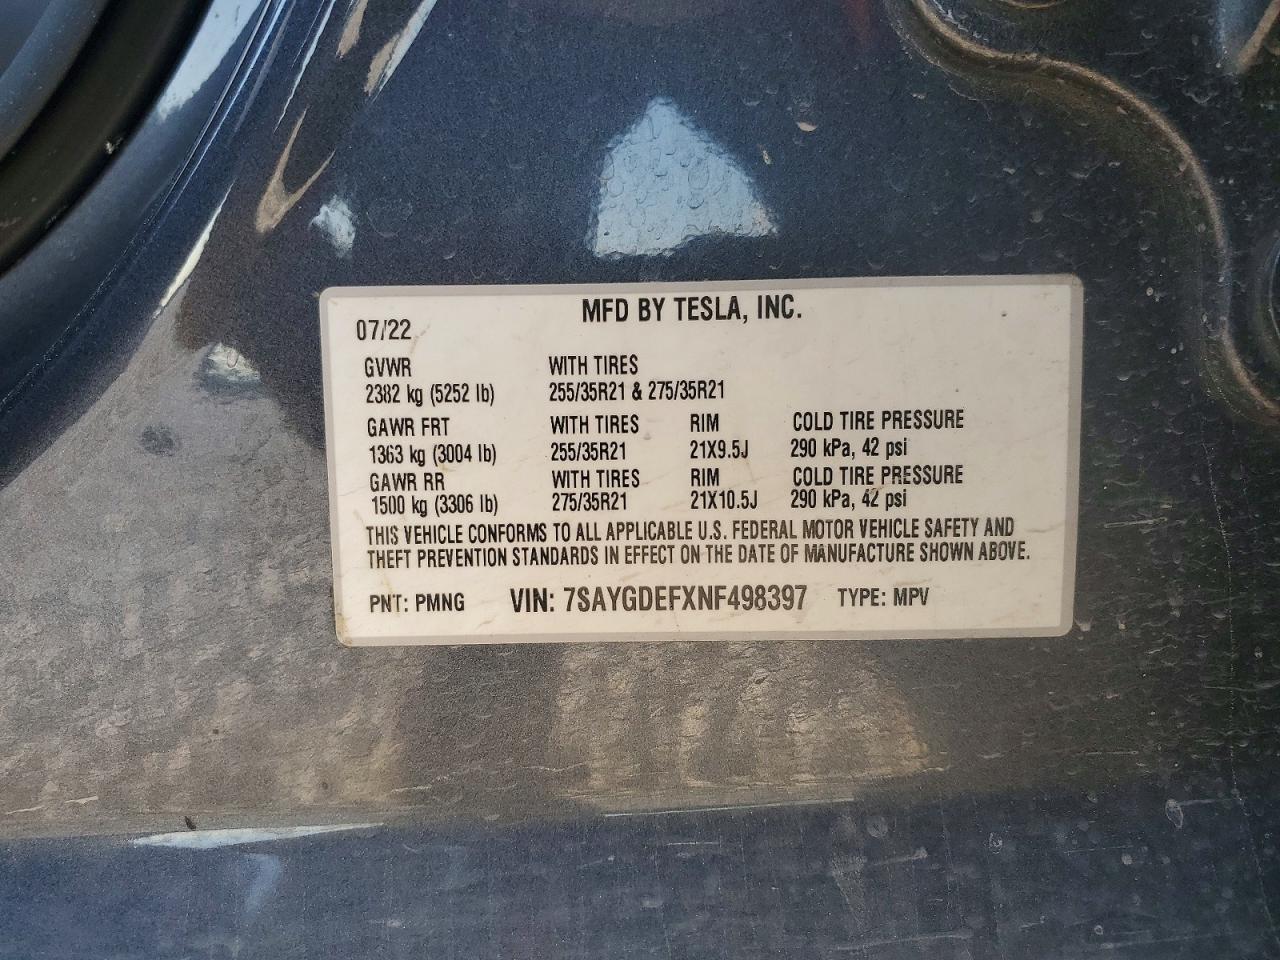 MFD BY TESLA, INC.
07/22
GVWR WITH TIRES
2382 kg (5252 lb) 255/35R21 & 275/35R21
GAWR FRT WITH TIRES RIM COLD TIRE PRESSURE
1363 kg (3004 lb) 255/35R21 21X9.5J 290 kPa, 42 psi
GAWR RR WITH TIRES RIM COLD TIRE PRESSURE
1500 kg (3306 lb) 275/35R21 21X10.5J 290 kPa, 42 psi
THIS VEHICLE CONFORMS TO ALL APPLICABLE U.S. FEDERAL MOTOR VEHICLE SAFETY AND
THEFT PREVENTION STANDARDS IN EFFECT ON THE DATE OF MANUFACTURE SHOWN ABOVE.
PNT: PMNG VIN: 7SAYGDEFXNF498397 TYPE: MPV